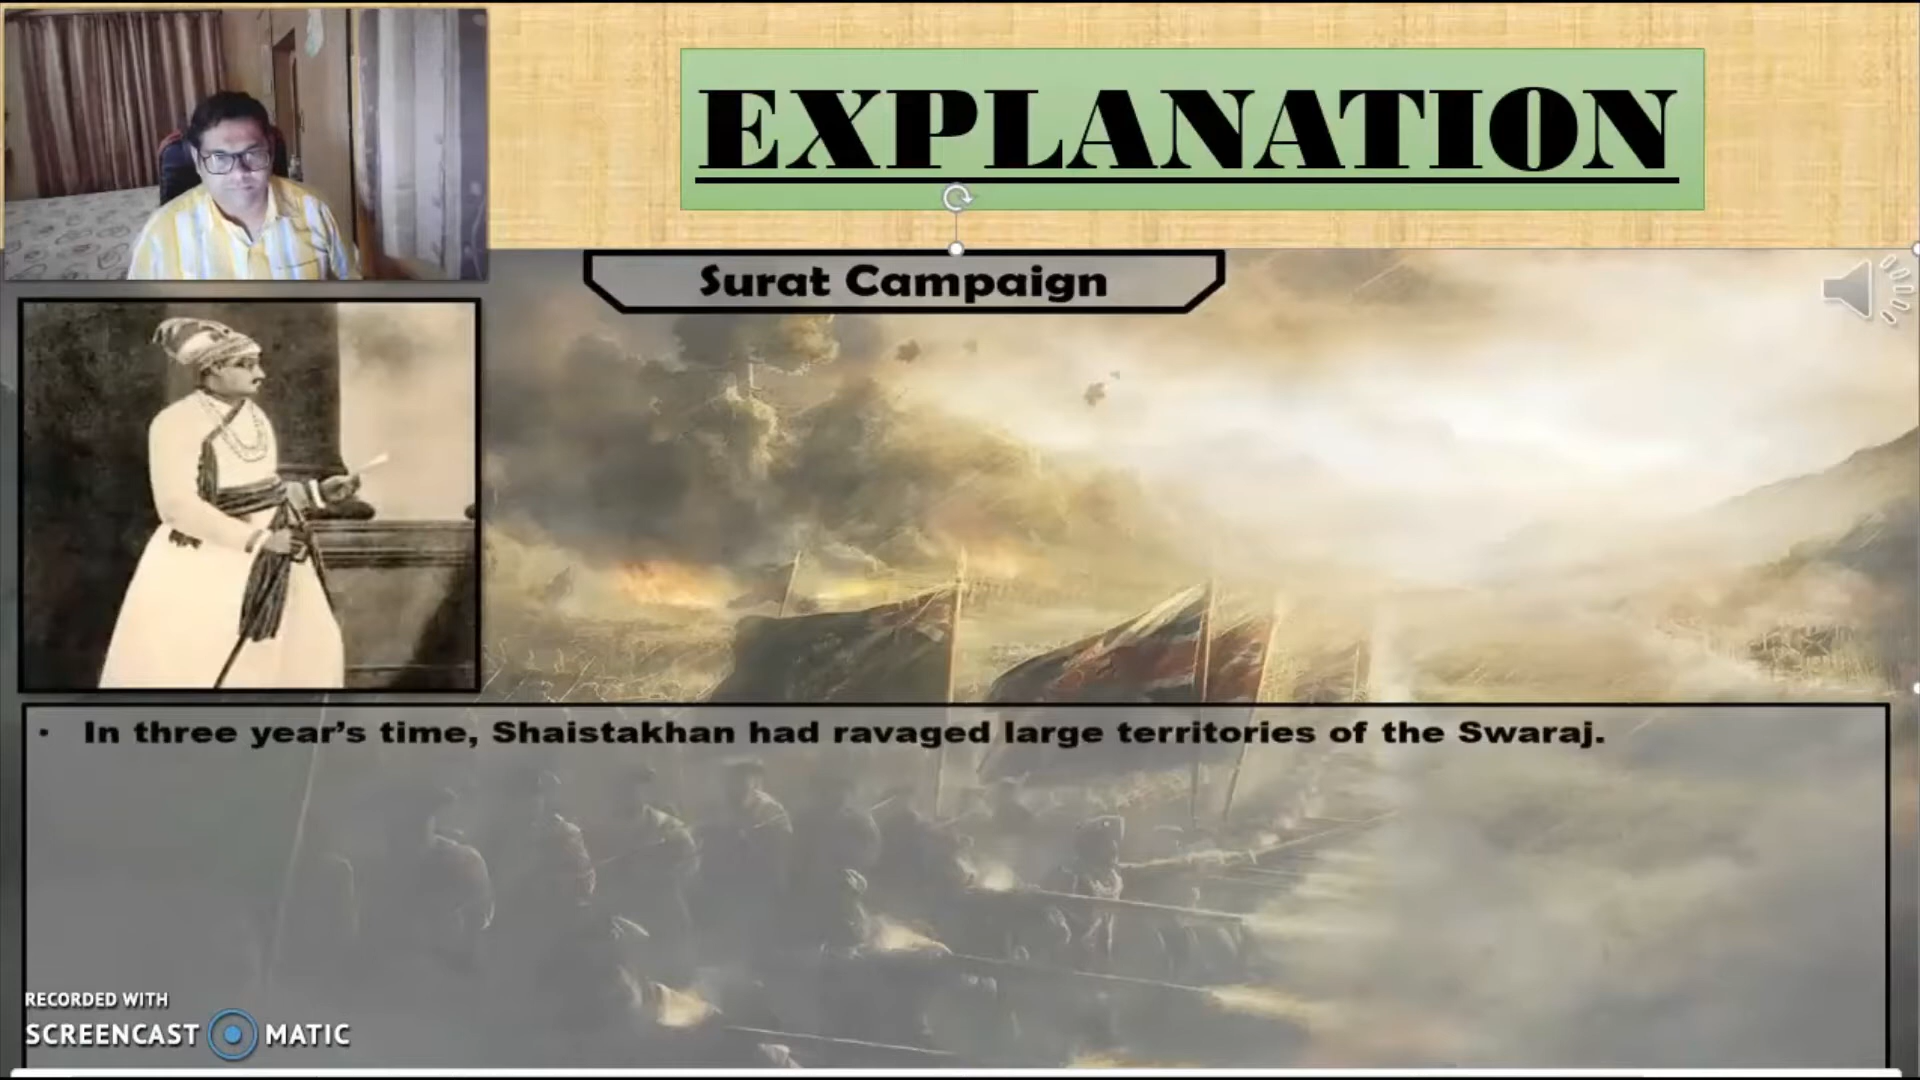 EXPLANATION
Surat Campaign
• In three year’s time, Shaistakhan had ravaged large territories of the Swaraj.
RECORDED WITH
SCREENCAST MATIC